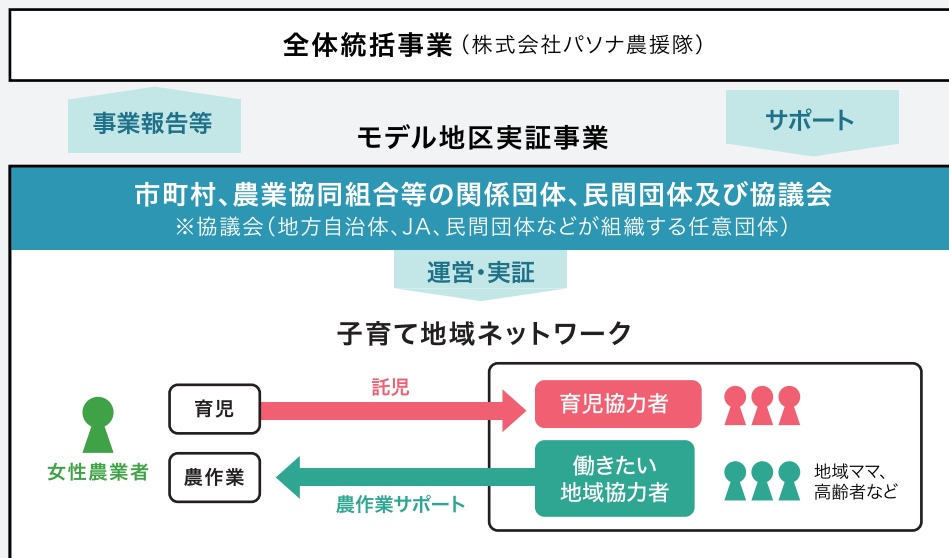 全体統括事業（株式会社パソナ農援隊）
事業報告等
サポート
モデル地区実証事業
市町村、農業協同組合等の関係団体、民間団体及び協議会
※協議会（地方自治体、JA、民間団体などが組織する任意団体）
運営・実証
子育て地域ネットワーク
託児
育児
育児協力者
女性農業者
農作業
農作業サポート
働きたい
地域協力者
地域ママ、
高齢者など